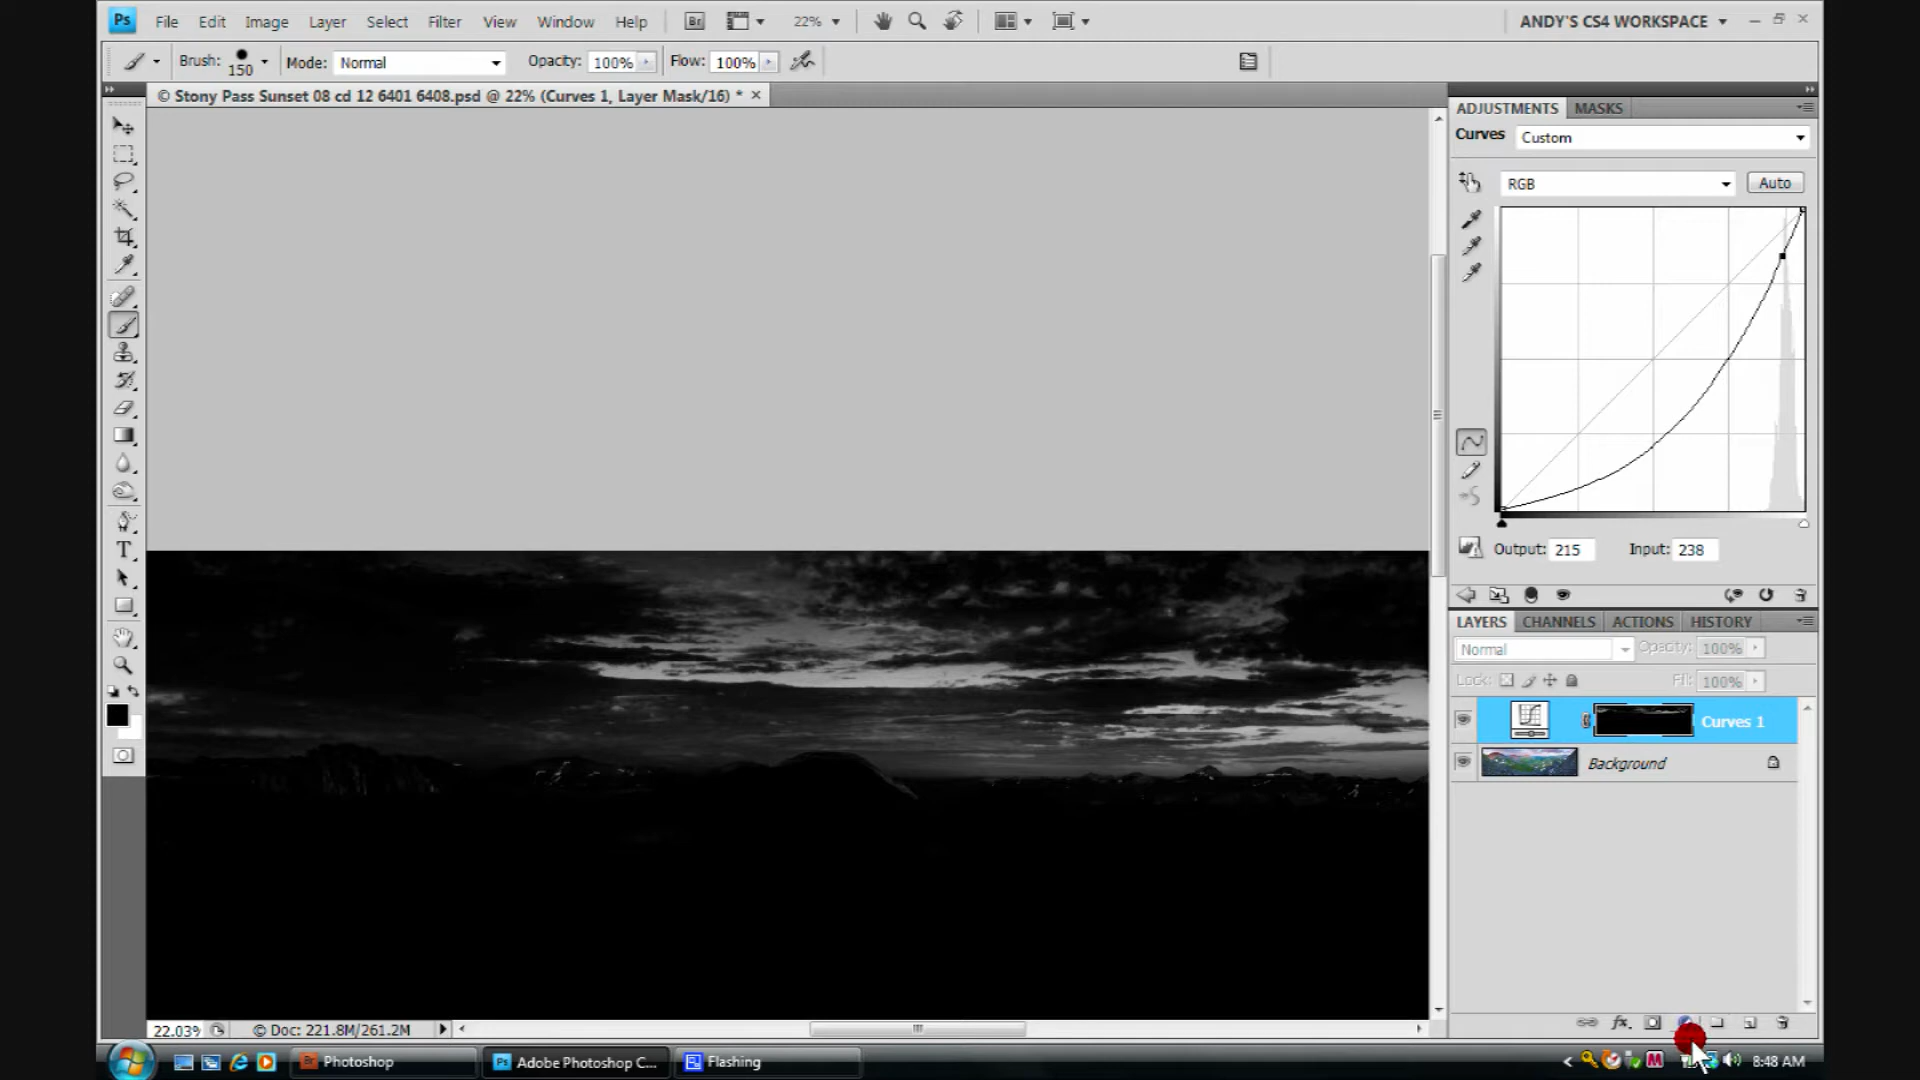 Ps File Edit Image Layer Select Filter View Window Help Br 22% ANDY'S CS4 WORKSPACE
Brush: 150 Mode: Normal Opacity: 100% Flow: 100%
© Stony Pass Sunset 08 cd 12 6401 6408.psd @ 22% (Curves 1, Layer Mask/16) *
ADJUSTMENTS MASKS
Curves Custom
RGB Auto
Output: 215 Input: 238
LAYERS CHANNELS ACTIONS HISTORY
Normal Opacity: 100%
Lock: Fill: 100%
Curves 1
Background
22.03% © Doc: 221.8M/261.2M
Br Photoshop Ps Adobe Photoshop C... Flashing 8:48 AM